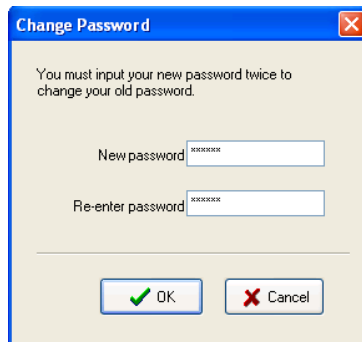 Change Password
You must input your new password twice to
change your old password.
New password ******
Re-enter password ******
OK Cancel